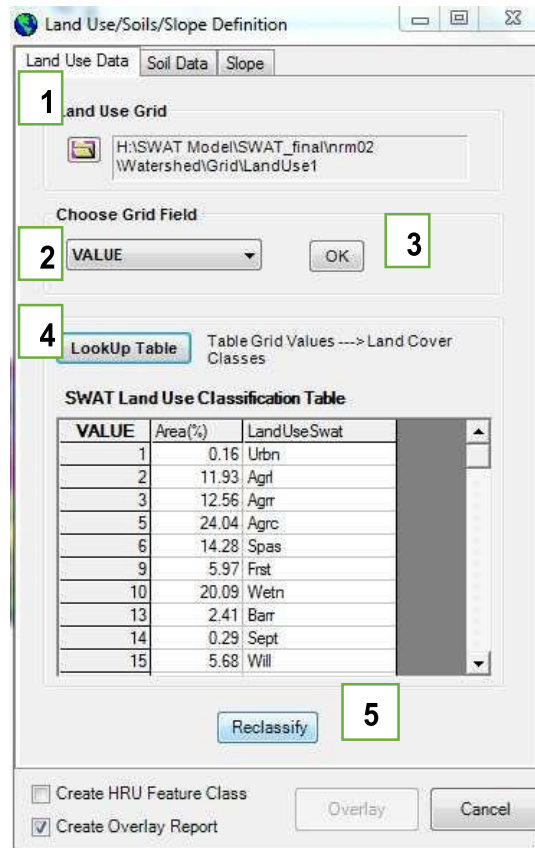 Land Use/Soils/Slope Definition
Land Use Data Soil Data Slope
1
Land Use Grid
H:\SWAT Model\SWAT_final\nrm02
\Watershed\Grid\LandUse1
Choose Grid Field
2 VALUE OK 3
4
LookUp Table Table Grid Values --->Land Cover
Classes
SWAT Land Use Classification Table
VALUE Area(%) LandUseSwat
1 0.16 Urbn
2 11.93 Agrl
3 12.56 Agrr
5 24.04 Agrc
6 14.28 Spas
9 5.97 Frst
10 20.09 Wetn
13 2.41 Barr
14 0.29 Sept
15 5.68 Will
Reclassify 5
Create HRU Feature Class
Create Overlay Report
Overlay Cancel